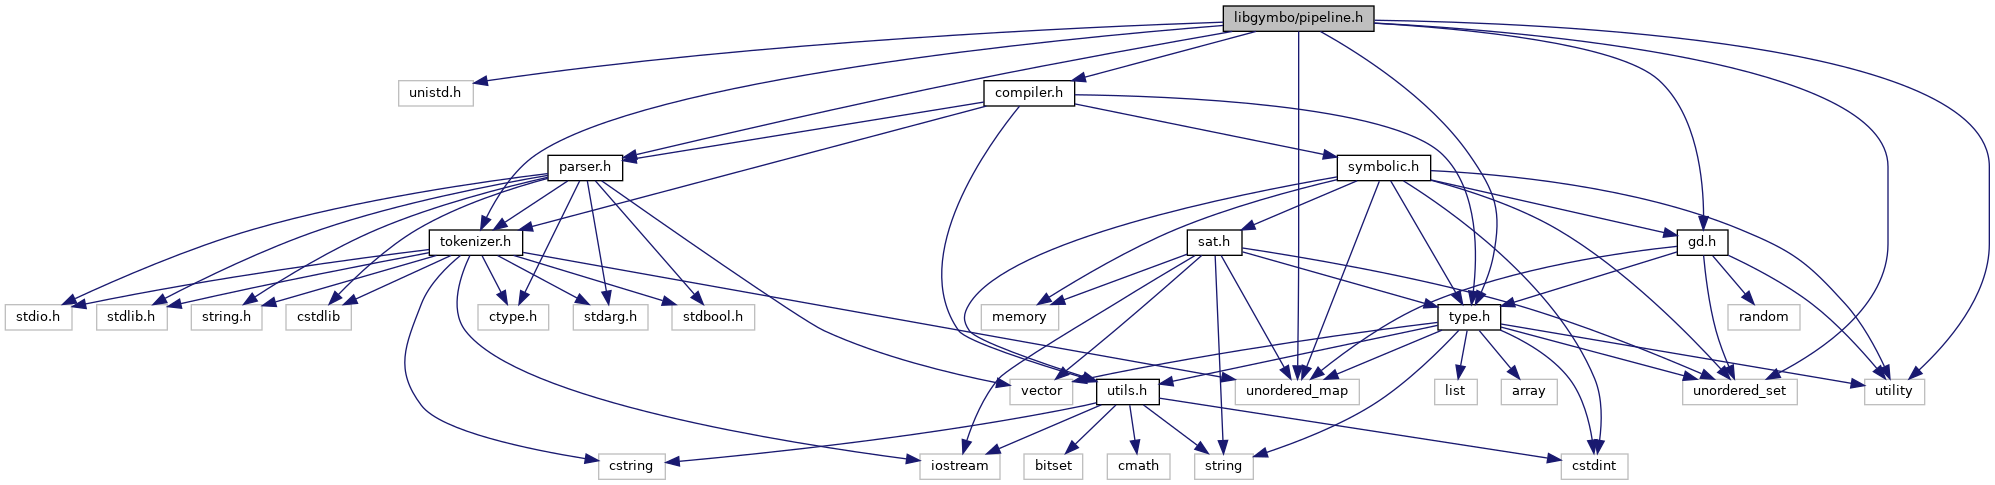 libgymbo/pipeline.h
unistd.h
compiler.h
parser.h
symbolic.h
tokenizer.h
sat.h
gd.h
stdio.h
stdlib.h
string.h
cstdlib
ctype.h
stdarg.h
stdbool.h
memory
type.h
random
vector
utils.h
unordered_map
list
array
unordered_set
utility
cstring
iostream
bitset
cmath
string
cstdint